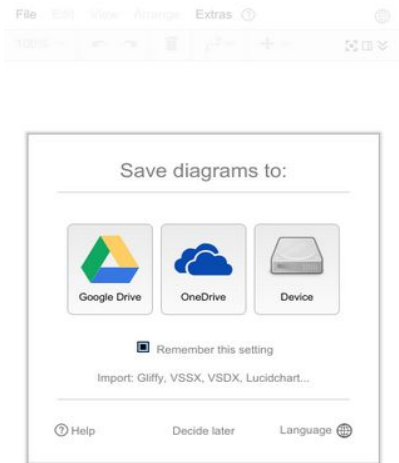 File Edit View Arrange Extras
100%
Save diagrams to:
Google Drive OneDrive Device
Remember this setting
Import: Gliffy, VSSX, VSDX, Lucidchart...
Help Decide later Language